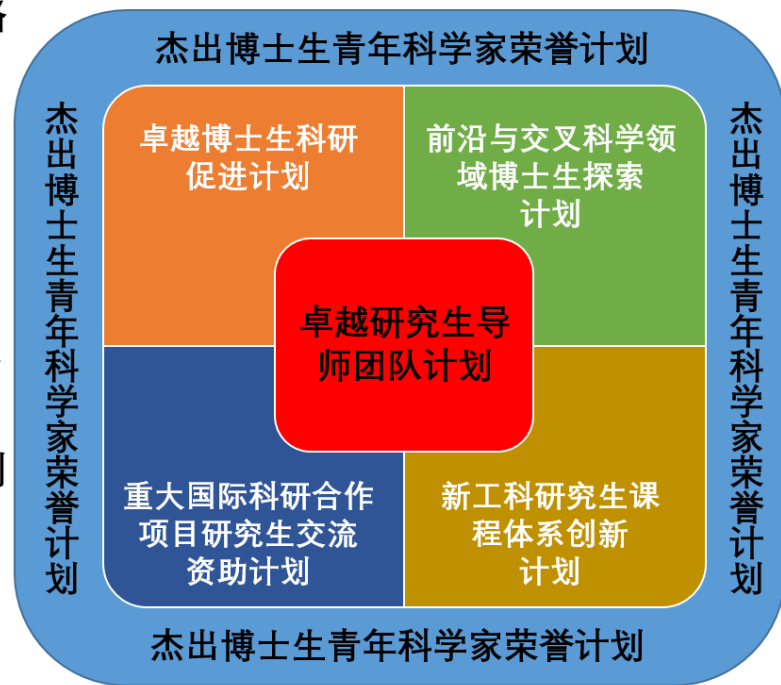 杰出博士生青年科学家荣誉计划
杰出博士生青年科学家荣誉计划
卓越博士生科研
促进计划
前沿与交叉科学领
域博士生探索
计划
杰出博士生青年科学家荣誉计划
卓越研究生导
师团队计划
重大国际科研合作
项目研究生交流
资助计划
新工科研究生课
程体系创新
计划
杰出博士生青年科学家荣誉计划